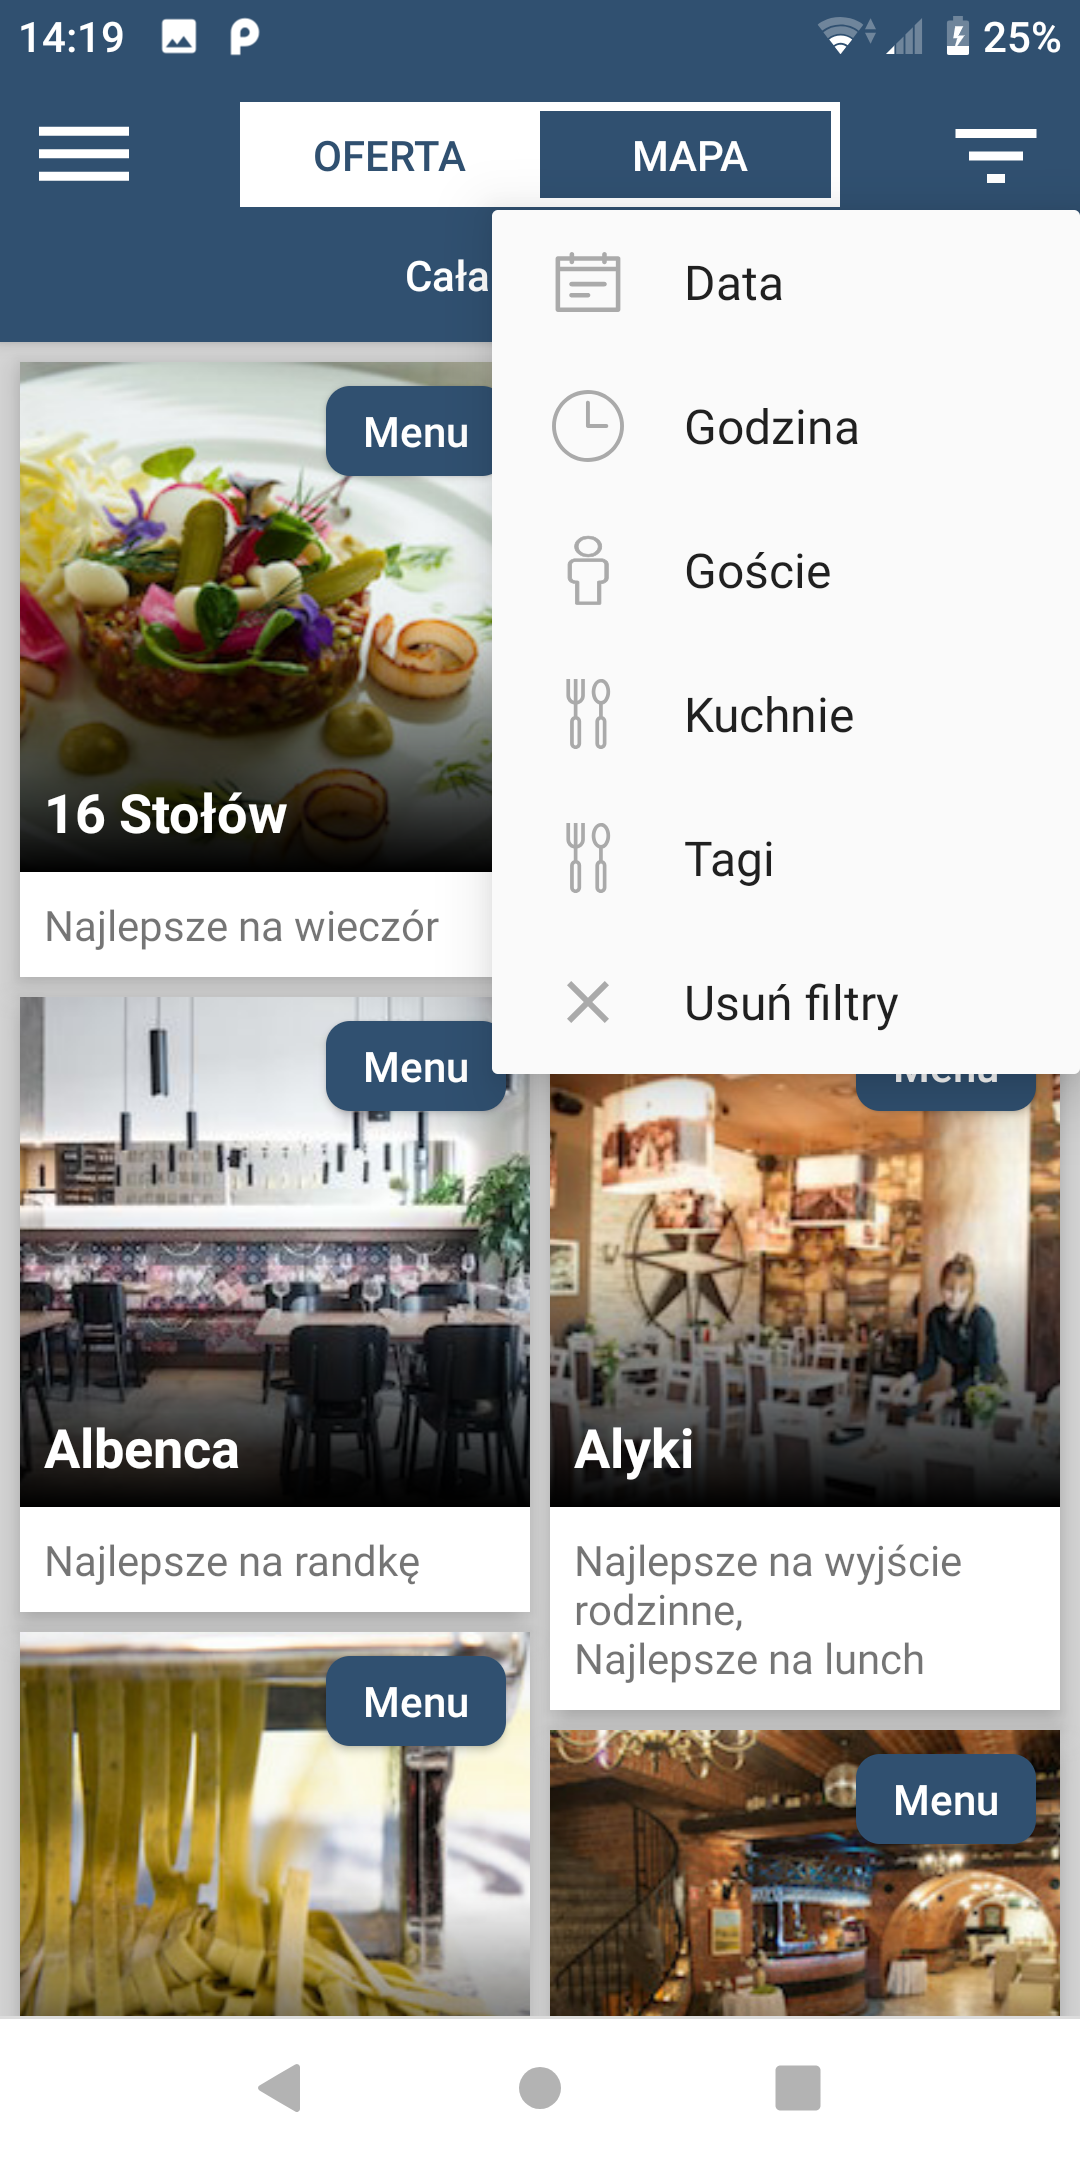 14:19
25%
OFERTA
MAPA
Cała
Data
Godzina
Goście
Kuchnie
Tagi
Usuń filtry
Menu
16 Stołów
Najlepsze na wieczór
Menu
Albenca
Najlepsze na randkę
Menu
Alyki
Najlepsze na wyjście
rodzinne,
Najlepsze na lunch
Menu
Menu